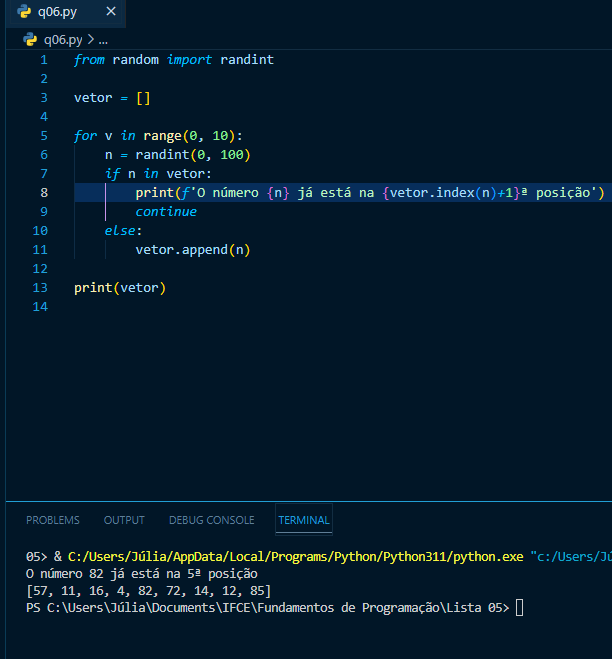 q06.py ×
q06.py > ...
1 from random import randint
2
3 vetor = []
4
5 for v in range(0, 10):
6 n = randint(0, 100)
7 if n in vetor:
8 print(f'O número {n} já está na {vetor.index(n)+1}ª posição')
9 continue
10 else:
11 vetor.append(n)
12
13 print(vetor)
14
PROBLEMS OUTPUT DEBUG CONSOLE TERMINAL
05> & C:/Users/Júlia/AppData/Local/Programs/Python/Python311/python.exe "c:/Users/Jú
O número 82 já está na 5ª posição
[57, 11, 16, 4, 82, 72, 14, 12, 85]
PS C:\Users\Júlia\Documents\IFCE\Fundamentos de Programação\Lista 05>